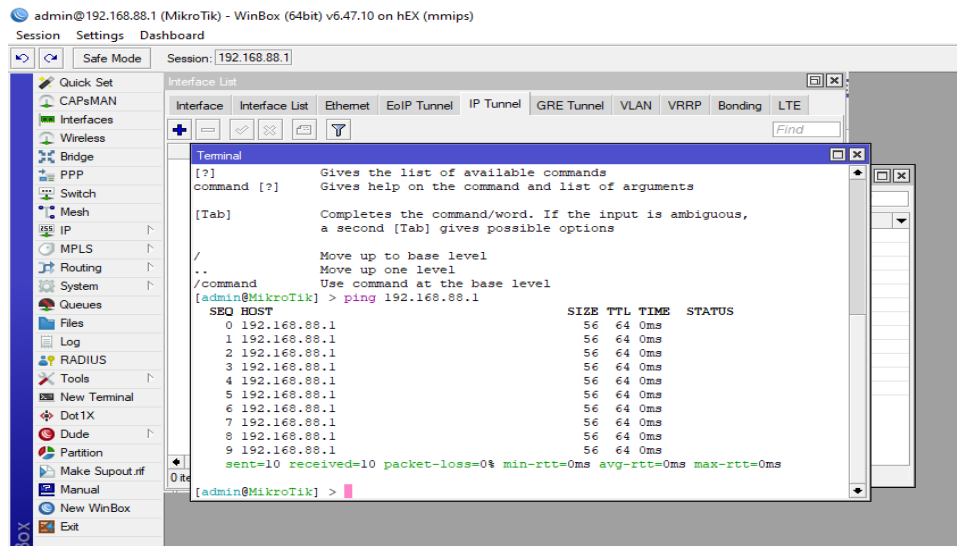 admin@192.168.88.1 (MikroTik) - WinBox (64bit) v6.47.10 on hEX (mmips)
Session Settings Dashboard
Safe Mode Session: 192.168.88.1
Quick Set
CAPsMAN
Interfaces
Wireless
Bridge
PPP
Switch
Mesh
IP
MPLS
Routing
System
Queues
Files
Log
RADIUS
Tools
New Terminal
Dot1X
Dude
Partition
Make Supout.rif
Manual
New WinBox
Exit
Interface List
Interface Interface List Ethernet EoIP Tunnel IP Tunnel GRE Tunnel VLAN VRRP Bonding LTE
Find
Terminal
[?] Gives the list of available commands
command [?] Gives help on the command and list of arguments
[Tab] Completes the command/word. If the input is ambiguous,
a second [Tab] gives possible options
/ Move up to base level
.. Move up one level
/command Use command at the base level
[admin@MikroTik] > ping 192.168.88.1
SEQ HOST SIZE TTL TIME STATUS
0 192.168.88.1 56 64 0ms
1 192.168.88.1 56 64 0ms
2 192.168.88.1 56 64 0ms
3 192.168.88.1 56 64 0ms
4 192.168.88.1 56 64 0ms
5 192.168.88.1 56 64 0ms
6 192.168.88.1 56 64 0ms
7 192.168.88.1 56 64 0ms
8 192.168.88.1 56 64 0ms
9 192.168.88.1 56 64 0ms
sent=10 received=10 packet-loss=0% min-rtt=0ms avg-rtt=0ms max-rtt=0ms
[admin@MikroTik] >
0 ite